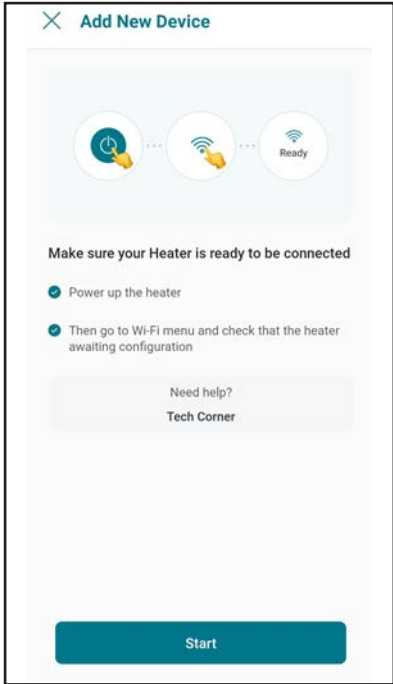 Add New Device
Ready
Make sure your Heater is ready to be connected
Power up the heater
Then go to Wi-Fi menu and check that the heater
awaiting configuration
Need help?
Tech Corner
Start